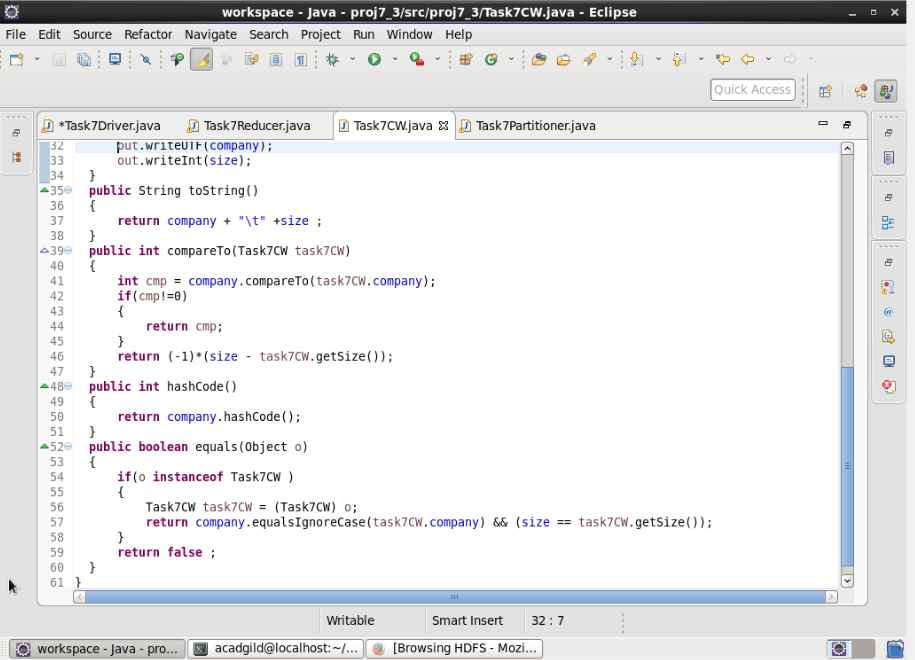 workspace - Java - proj7_3/src/proj7_3/Task7CW.java - Eclipse
File Edit Source Refactor Navigate Search Project Run Window Help
Quick Access
*Task7Driver.java Task7Reducer.java Task7CW.java Task7Partitioner.java
32 out.writeUTF(company);
33 out.writeInt(size);
34 }
35 public String toString()
36 {
37 return company + "\t" +size ;
38 }
39 public int compareTo(Task7CW task7CW)
40 {
41 int cmp = company.compareTo(task7CW.company);
42 if(cmp!=0)
43 {
44 return cmp;
45 }
46 return (-1)*(size - task7CW.getSize());
47 }
48 public int hashCode()
49 {
50 return company.hashCode();
51 }
52 public boolean equals(Object o)
53 {
54 if(o instanceof Task7CW )
55 {
56 Task7CW task7CW = (Task7CW) o;
57 return company.equalsIgnoreCase(task7CW.company) && (size == task7CW.getSize());
58 }
59 return false ;
60 }
61 }
Writable Smart Insert 32 : 7
workspace - Java - pro... acadgild@localhost:~/... [Browsing HDFS - Mozi...